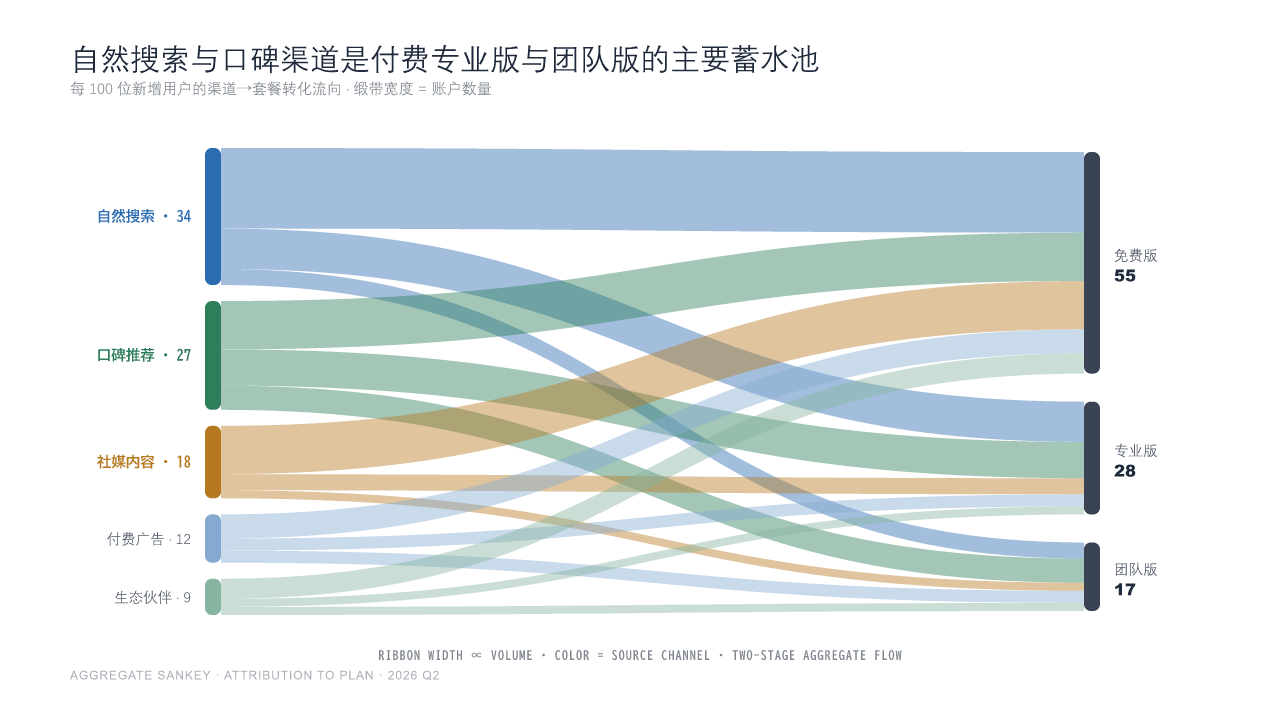 自然搜索与口碑渠道是付费专业版与团队版的主要蓄水池
每 100 位新增用户的渠道→套餐转化流向 · 缎带宽度 = 账户数量
自然搜索 · 34
口碑推荐 · 27
社媒内容 · 18
付费广告 · 12
生态伙伴 · 9
免费版
55
专业版
28
团队版
17
RIBBON WIDTH ∝ VOLUME · COLOR = SOURCE CHANNEL · TWO-STAGE AGGREGATE FLOW
AGGREGATE SANKEY · ATTRIBUTION TO PLAN · 2026 Q2